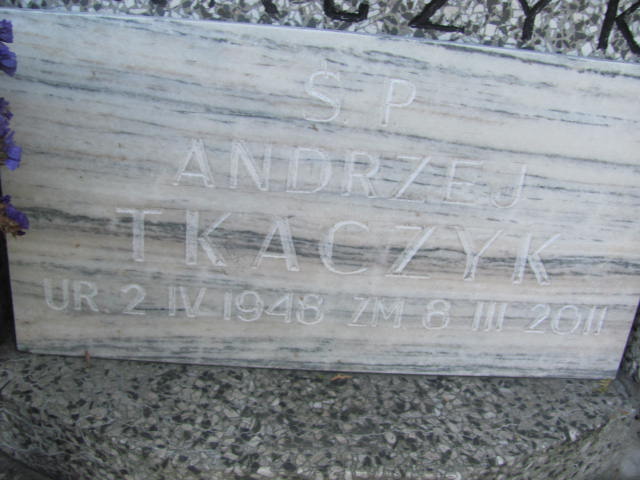 Ś P
ANDRZEJ
TKACZYK
UR. 2 IV 1948 ZM 8 III 2011